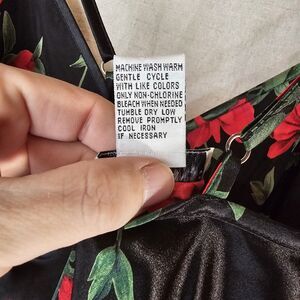 MACHINE WASH WARM
GENTLE CYCLE
WITH LIKE COLORS
ONLY NON-CHLORINE
BLEACH WHEN NEEDED
TUMBLE DRY LOW
REMOVE PROMPTLY
COOL IRON
IF NECESSARY